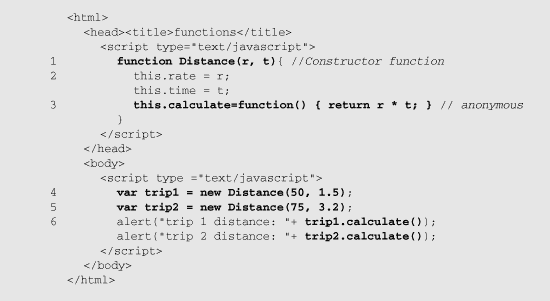 <html>
<head><title>functions</title>
<script type="text/javascript">
1 function Distance(r, t){ //Constructor function
2 this.rate = r;
this.time = t;
3 this.calculate=function() { return r * t; } // anonymous
}
</script>
</head>
<body>
<script type ="text/javascript">
4 var trip1 = new Distance(50, 1.5);
5 var trip2 = new Distance(75, 3.2);
6 alert("trip 1 distance: "+ trip1.calculate());
alert("trip 2 distance: "+ trip2.calculate());
</script>
</body>
</html>